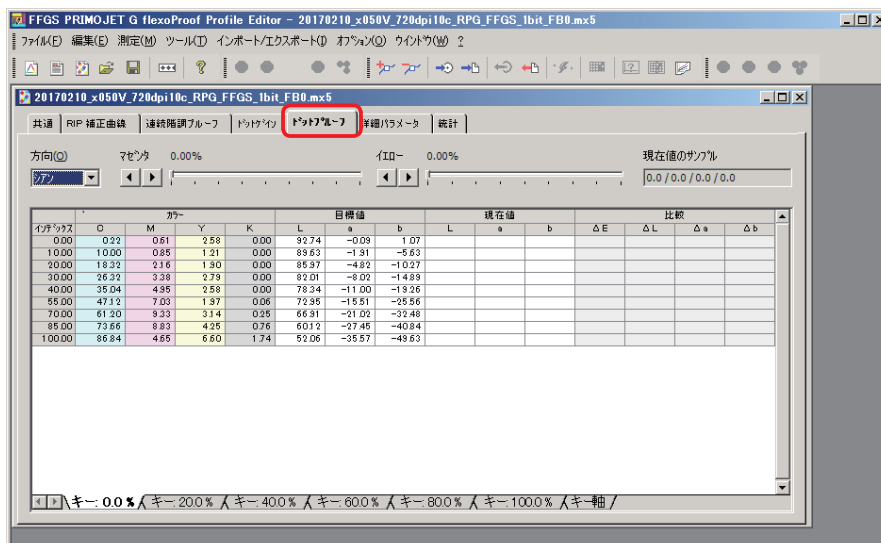 FFGS PRIMOJET G flexoProof Profile Editor - 20170210_x050V_720dpi10c_RPG_FFGS_1bit_FB0.mx5
ファイル(F) 編集(E) 測定(M) ツール(T) インポート/エクスポート(I) オプション(O) ウインドウ(W) ?
20170210_x050V_720dpi10c_RPG_FFGS_1bit_FB0.mx5
共通 RIP 補正曲線 連続階調プルーフ ドットゲイン ドットプルーフ 詳細パラメータ 統計
方向(O) マゼンタ 0.00% イエロー 0.00% 現在値のサンプル
シアン 0.0 / 0.0 / 0.0 / 0.0
カラー 目標値 現在値 比較
インデックス C M Y K L a b L a b ΔE ΔL Δa Δb
0.00 0.22 0.61 2.58 0.00 92.74 -0.09 1.07
10.00 10.00 0.85 1.21 0.00 89.63 -1.91 -5.63
20.00 18.32 2.16 1.90 0.00 85.97 -4.82 -10.27
30.00 26.32 3.38 2.79 0.00 82.01 -8.02 -14.89
40.00 35.04 4.95 2.58 0.00 78.34 -11.00 -19.26
55.00 47.12 7.03 1.97 0.06 72.95 -15.51 -25.56
70.00 61.20 9.33 3.14 0.25 66.91 -21.02 -32.48
85.00 73.66 8.83 4.25 0.76 60.12 -27.45 -40.84
100.00 86.84 4.65 6.60 1.74 52.06 -35.57 -49.63
キー: 0.0 % キー: 20.0 % キー: 40.0 % キー: 60.0 % キー: 80.0 % キー: 100.0 % キー軸